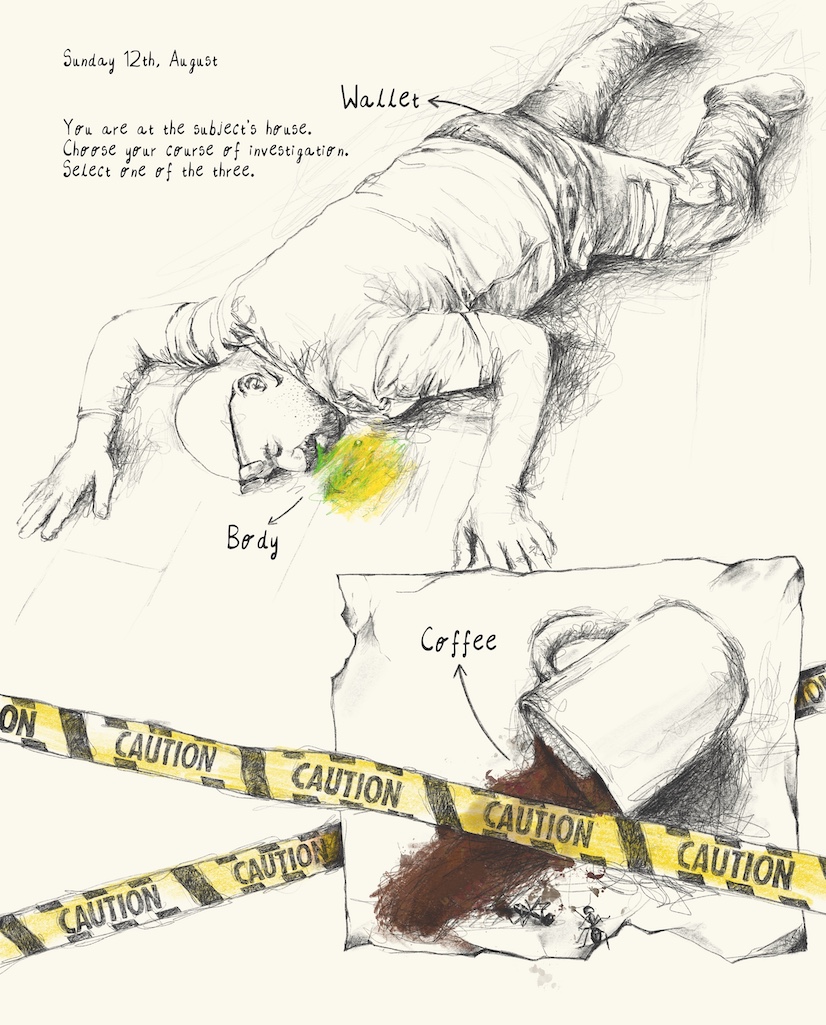 Sunday 12th, August
Wallet
You are at the subject's house.
Choose your course of investigation.
Select one of the three.
Body
Coffee
ON CAUTION CAUTION CAUTION CAUTION
CAUTION CAUTION